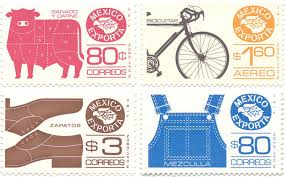 GANADO
Y CARNE
MEXICO
EXPORTA
80¢
CORREOS
BICICLETAS
MEXICO
EXPORTA
$1.60
AEREO
ZAPATOS
MEXICO
EXPORTA
$3
CORREOS
MEXICO
EXPORTA
$80
MEZCLILLA
CORREOS